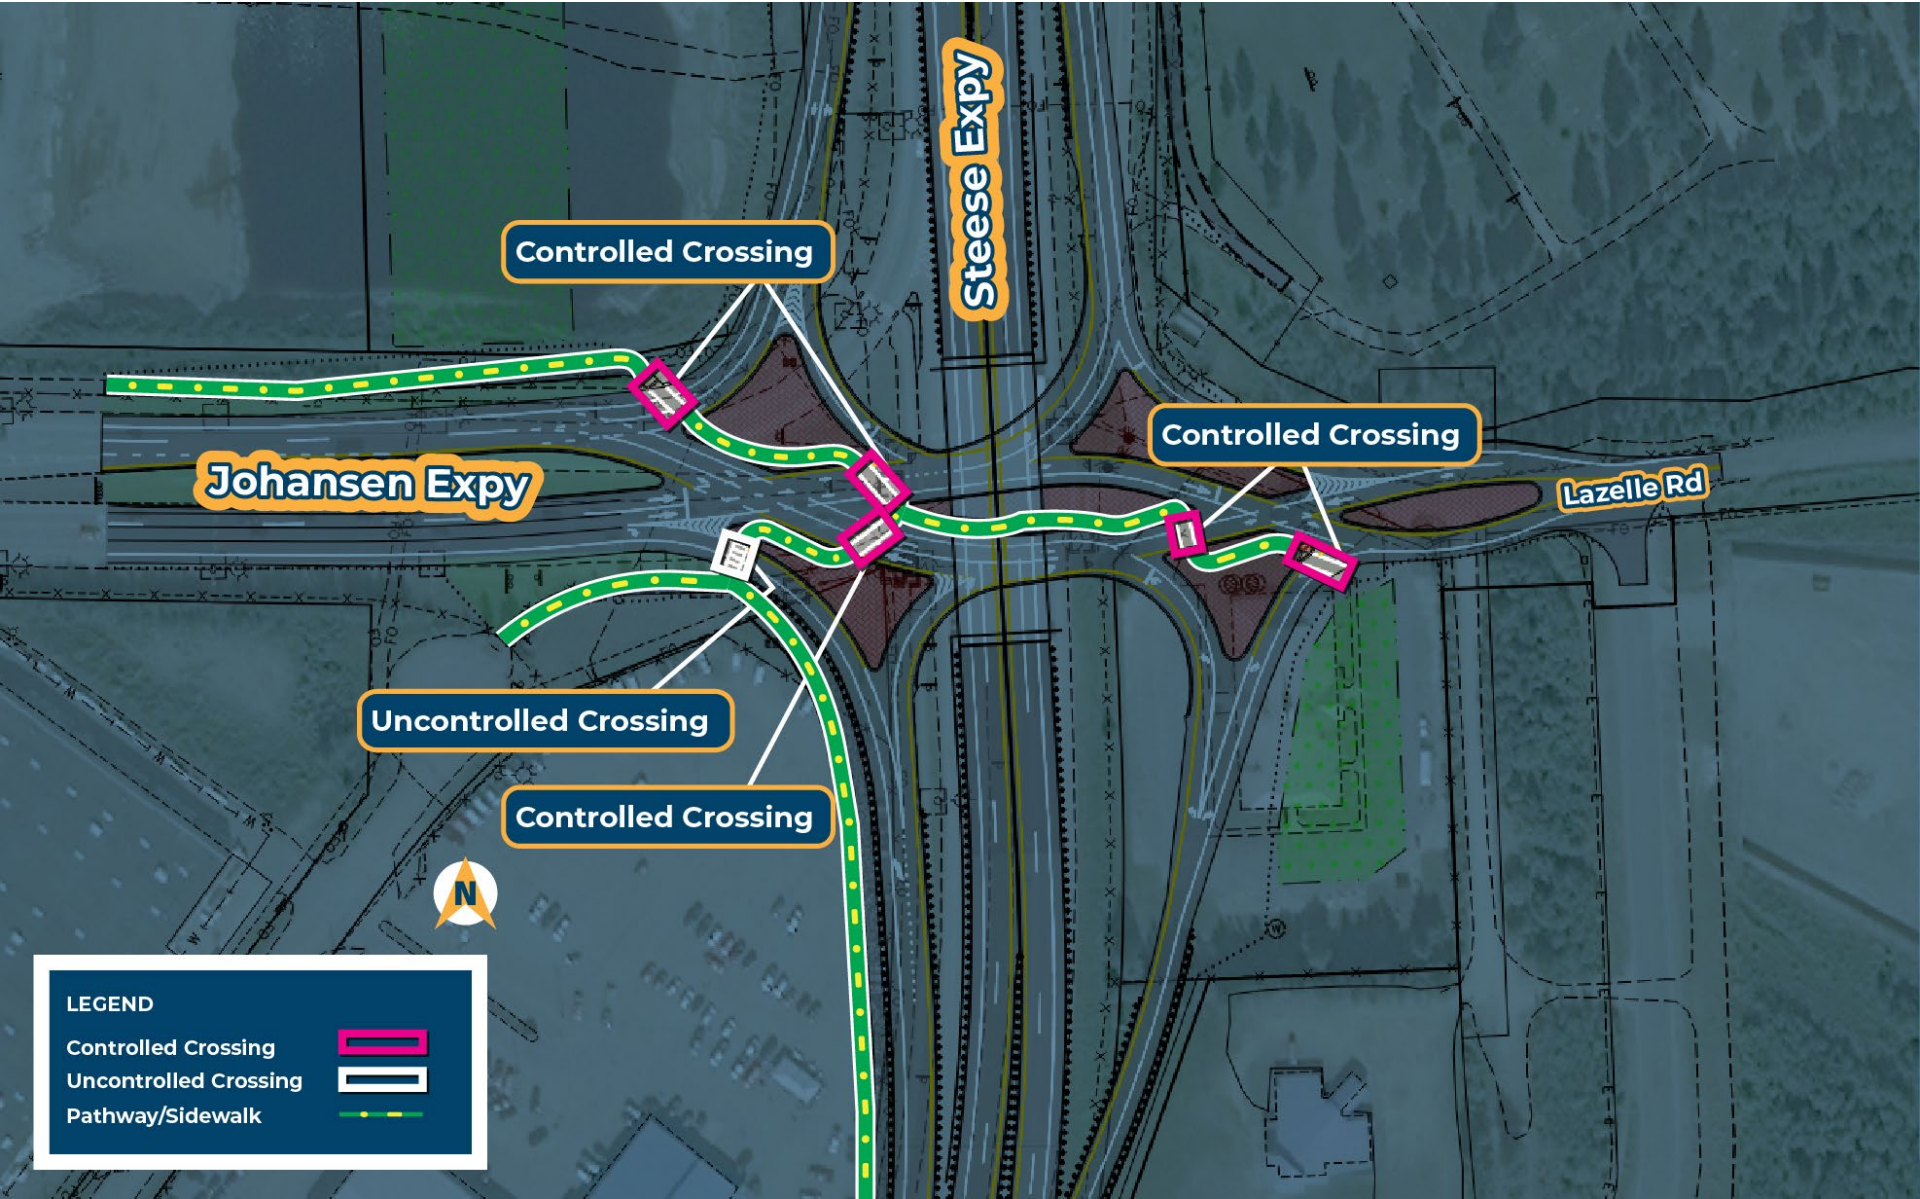 Steese Expy
Controlled Crossing
Controlled Crossing
Johansen Expy
Lazelle Rd
Uncontrolled Crossing
Controlled Crossing
N
W
LEGEND
Controlled Crossing
Uncontrolled Crossing
Pathway/Sidewalk